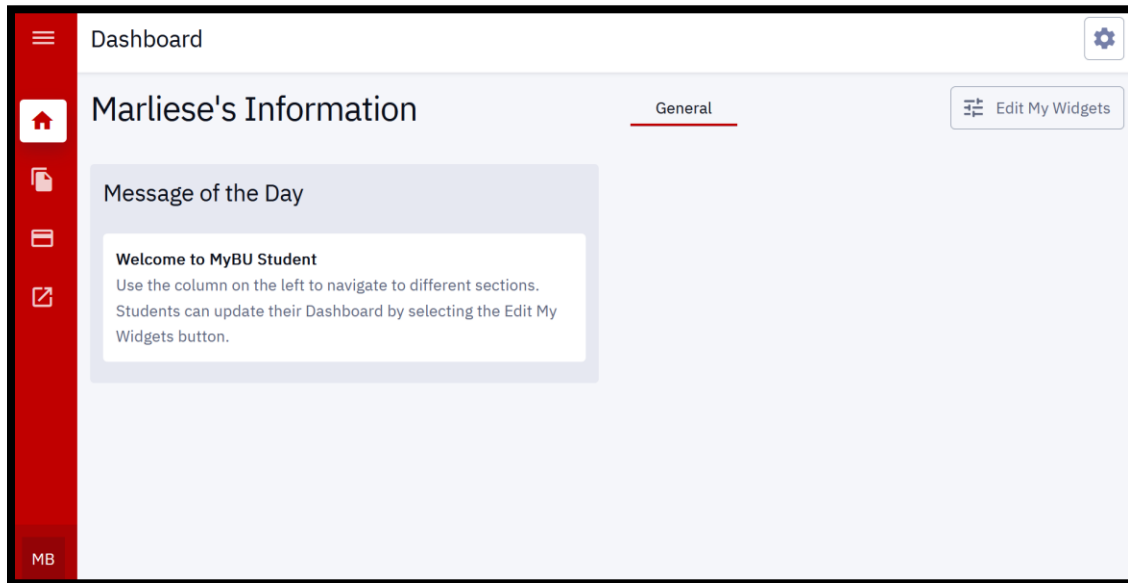 Dashboard
Marliese's Information
General
Edit My Widgets
Message of the Day
Welcome to MyBU Student
Use the column on the left to navigate to different sections.
Students can update their Dashboard by selecting the Edit My
Widgets button.
MB